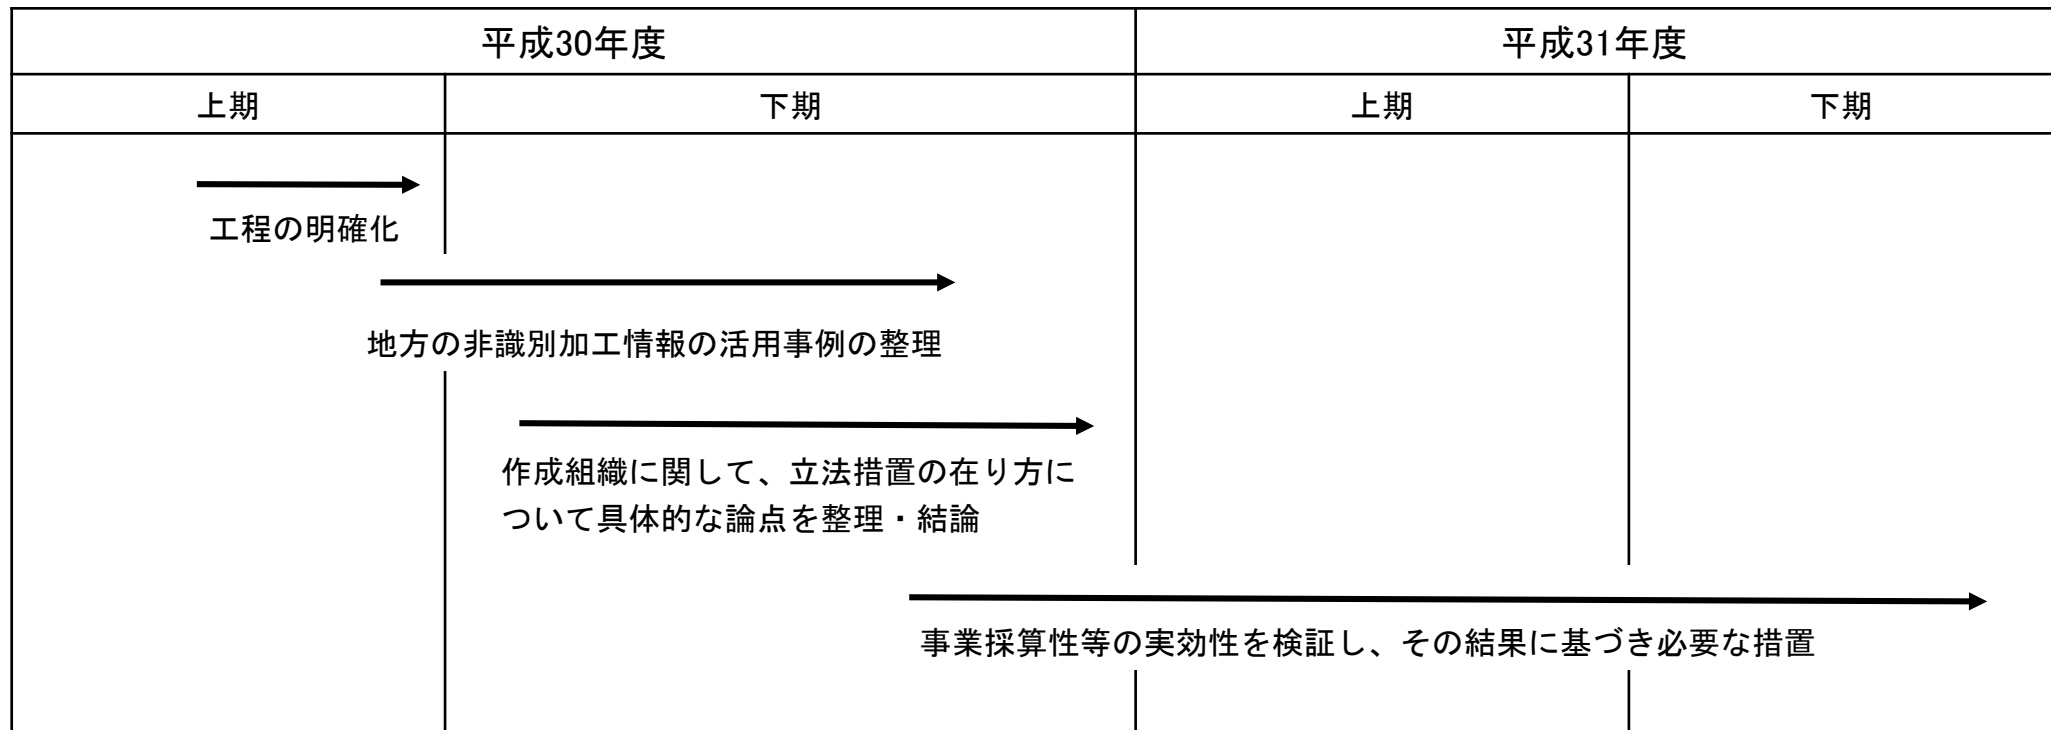 平成30年度
平成31年度
上期
下期
上期
下期
工程の明確化
地方の非識別加工情報の活用事例の整理
作成組織に関して、立法措置の在り方に
ついて具体的な論点を整理・結論
事業採算性等の実効性を検証し、その結果に基づき必要な措置